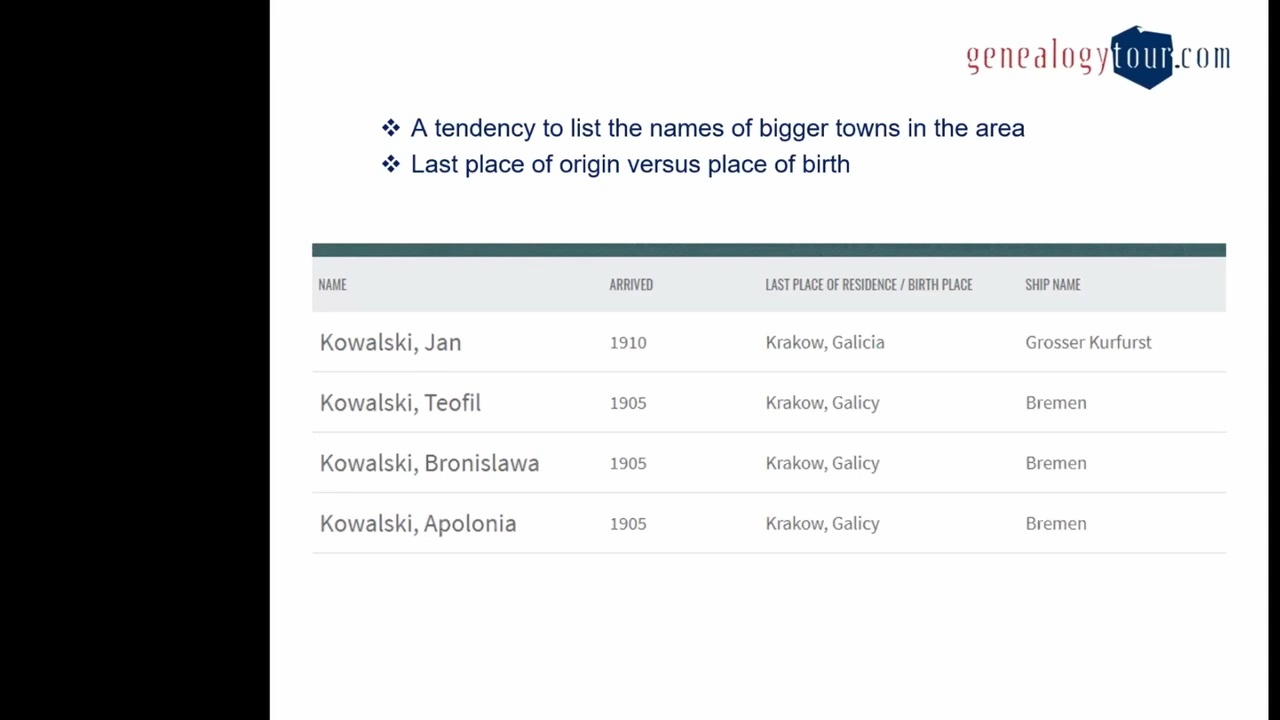 genealogytour.com
❖ A tendency to list the names of bigger towns in the area
❖ Last place of origin versus place of birth
NAME ARRIVED LAST PLACE OF RESIDENCE / BIRTH PLACE SHIP NAME
Kowalski, Jan 1910 Krakow, Galicia Grosser Kurfurst
Kowalski, Teofil 1905 Krakow, Galicy Bremen
Kowalski, Bronislawa 1905 Krakow, Galicy Bremen
Kowalski, Apolonia 1905 Krakow, Galicy Bremen